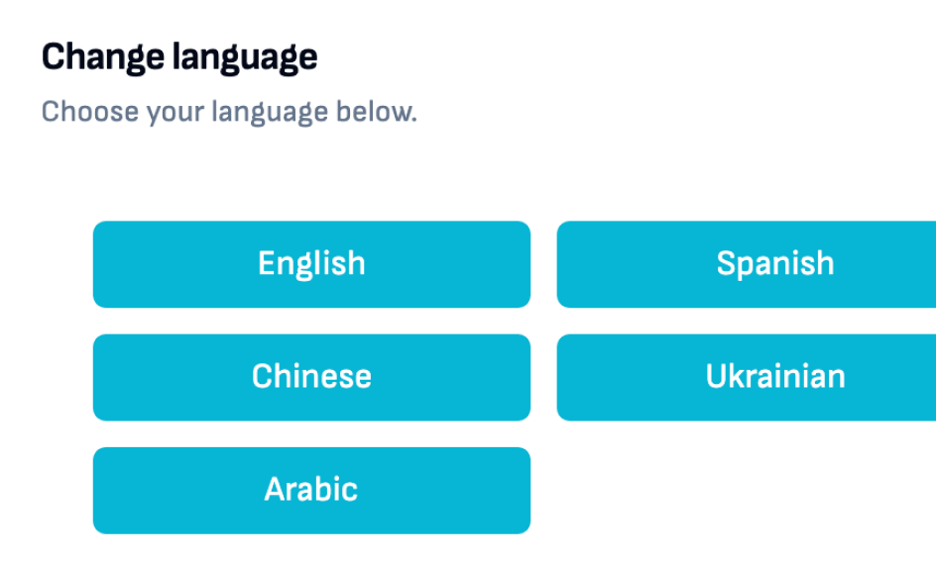 Change language
Choose your language below.
English
Spanish
Chinese
Ukrainian
Arabic